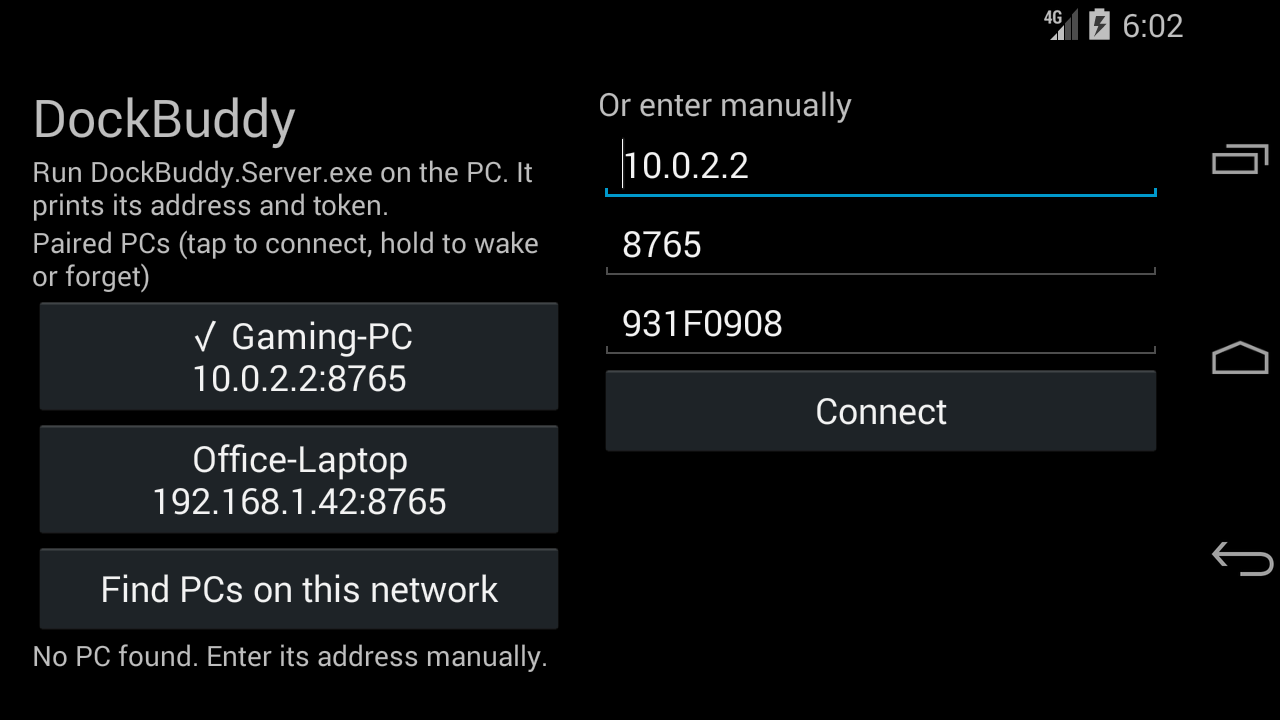 4G 6:02
DockBuddy
Run DockBuddy.Server.exe on the PC. It
prints its address and token.
Paired PCs (tap to connect, hold to wake
or forget)
√ Gaming-PC
10.0.2.2:8765
Office-Laptop
192.168.1.42:8765
Find PCs on this network
No PC found. Enter its address manually.
Or enter manually
10.0.2.2
8765
931F0908
Connect